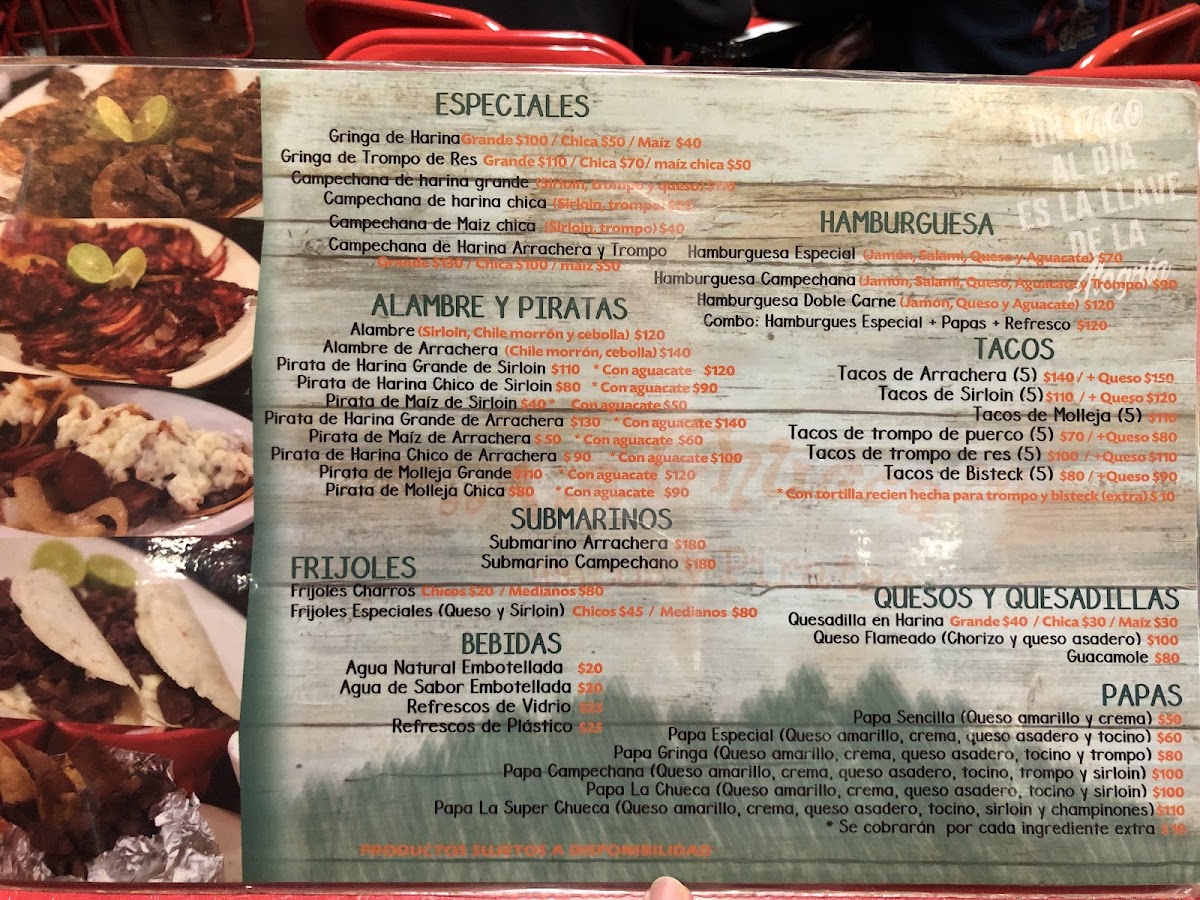 ESPECIALES
Gringa de Harina Grande $100 / Chica $50 / Maíz $40
Gringa de Trompo de Res Grande $110 / Chica $70/ maíz chica $50
Campechana de harina grande (Sirloin, trompo y queso)
Campechana de harina chica (Sirloin, trompo)
Campechana de Maiz chica (Sirloin, trompo) $40
Campechana de Harina Arrachera y Trompo
Grande $130 / Chica $100 / maíz $50
ALAMBRE Y PIRATAS
Alambre (Sirloin, Chile morrón y cebolla) $120
Alambre de Arrachera (Chile morrón, cebolla) $140
Pirata de Harina Grande de Sirloin $110 * Con aguacate $120
Pirata de Harina Chico de Sirloin $80 * Con aguacate $90
Pirata de Maíz de Sirloin $40 * Con aguacate $50
Pirata de Harina Grande de Arrachera $130 * Con aguacate $140
Pirata de Maíz de Arrachera $50 * Con aguacate $60
Pirata de Harina Chico de Arrachera $90 * Con aguacate $100
Pirata de Molleja Grande $110 * Con aguacate $120
Pirata de Molleja Chica $80 * Con aguacate $90
SUBMARINOS
Submarino Arrachera $180
Submarino Campechano $180
FRIJOLES
Frijoles Charros Chicos $20 / Medianos $80
Frijoles Especiales (Queso y Sirloin) Chicos $45 / Medianos $80
BEBIDAS
Agua Natural Embotellada $20
Agua de Sabor Embotellada $20
Refrescos de Vidrio
Refrescos de Plástico $25
PRODUCTOS SUJETOS A DISPONIBILIDAD
UN TACO
AL DÍA
ES LA LLAVE
DE LA
Alegría
HAMBURGUESA
Hamburguesa Especial (Jamón, Salami, Queso y Aguacate) $70
Hamburguesa Campechana (Jamón, Salami, Queso, Aguacate y Trompo) $90
Hamburguesa Doble Carne (Jamón, Queso y Aguacate) $120
Combo: Hamburgues Especial + Papas + Refresco $120
TACOS
Tacos de Arrachera (5) $140 / + Queso $150
Tacos de Sirloin (5) $110 / + Queso $120
Tacos de Molleja (5) $110
Tacos de trompo de puerco (5) $70 / +Queso $80
Tacos de trompo de res (5) $100 / +Queso $110
Tacos de Bisteck (5) $80 / +Queso $90
* Con tortilla recien hecha para trompo y bisteck (extra) $10
QUESOS Y QUESADILLAS
Quesadilla en Harina Grande $40 / Chica $30 / Maíz $30
Queso Flameado (Chorizo y queso asadero) $100
Guacamole $80
PAPAS
Papa Sencilla (Queso amarillo y crema) $50
Papa Especial (Queso amarillo, crema, queso asadero y tocino) $60
Papa Gringa (Queso amarillo, crema, queso asadero, tocino y trompo) $80
Papa Campechana (Queso amarillo, crema, queso asadero, tocino, trompo y sirloin) $100
Papa La Chueca (Queso amarillo, crema, queso asadero, tocino y sirloin) $100
Papa La Super Chueca (Queso amarillo, crema, queso asadero, tocino, sirloin y champinones) $110
* Se cobrarán por cada ingrediente extra $10